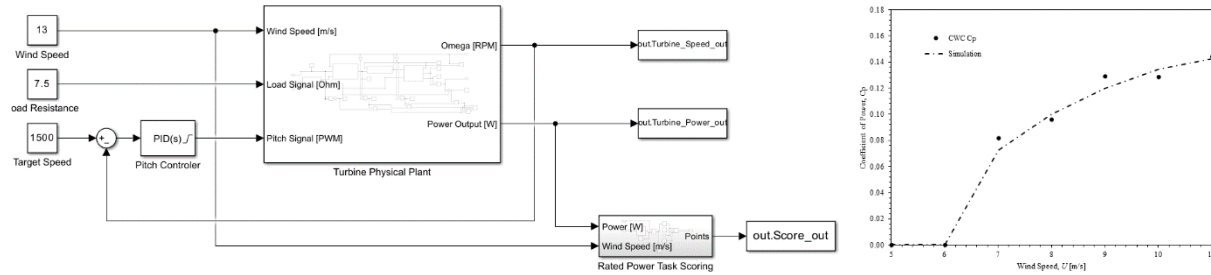 13
Wind Speed
7.5
oad Resistance
1500
Target Speed
+
-
PID(s)
Pitch Controler
Wind Speed [m/s]
Omega [RPM]
Load Signal [Ohm]
Power Output [W]
Pitch Signal [PWM]
Turbine Physical Plant
out.Turbine_Speed_out
out.Turbine_Power_out
Power [W]
Points
Wind Speed [m/s]
Rated Power Task Scoring
out.Score_out
CWC Cp
Simulation
Coefficient of Power, Cp
0.18
0.16
0.14
0.12
0.10
0.08
0.06
0.04
0.02
0.00
5
6
7
8
9
10
Wind Speed, U [m/s]